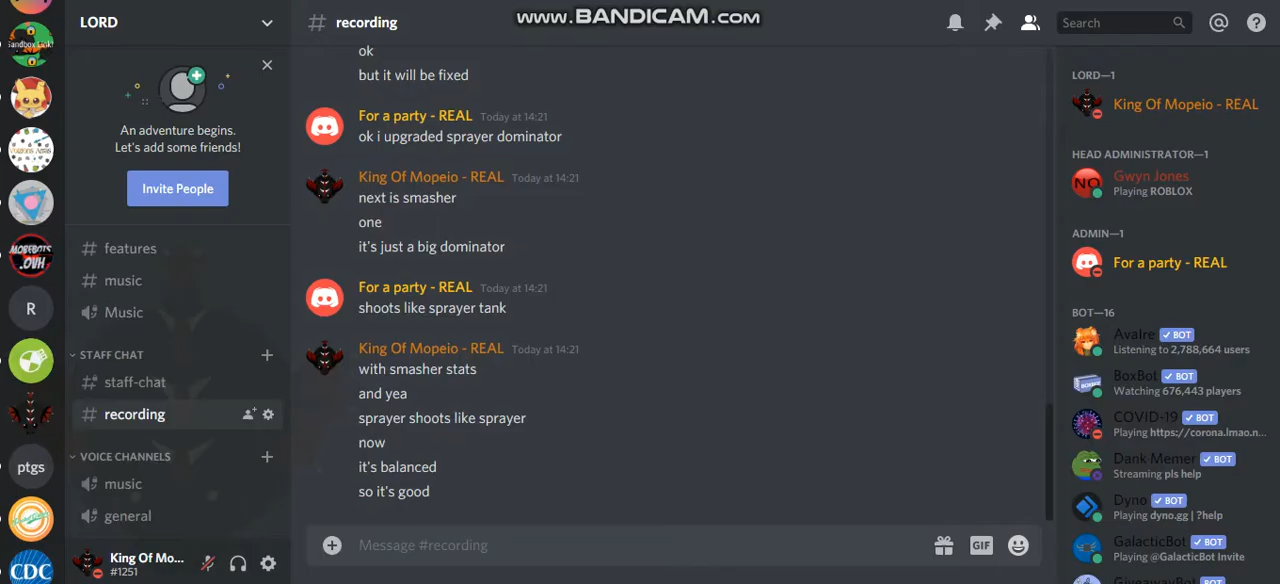 LORD
# recording
www.BANDICAM.com
Search
Sandbox Link!
MOREBOTS.OVH
R
ptgs
CDC
An adventure begins.
Let's add some friends!
Invite People
# features
# music
Music
STAFF CHAT
# staff-chat
# recording
VOICE CHANNELS
music
general
King Of Mo...
#1251
ok
but it will be fixed
For a party - REAL Today at 14:21
ok i upgraded sprayer dominator
King Of Mopeio - REAL Today at 14:21
next is smasher
one
it's just a big dominator
For a party - REAL Today at 14:21
shoots like sprayer tank
King Of Mopeio - REAL Today at 14:21
with smasher stats
and yea
sprayer shoots like sprayer
now
it's balanced
so it's good
Message #recording
GIF
LORD—1
King Of Mopeio - REAL
HEAD ADMINISTRATOR—1
NO
Gwyn Jones
Playing ROBLOX
ADMIN—1
For a party - REAL
BOT—16
Avaire BOT
Listening to 2,788,664 users
BoxBot BOT
Watching 676,443 players
COVID-19 BOT
Playing https://corona.lmao.n...
Dank Memer BOT
Streaming pls help
Dyno BOT
Playing dyno.gg | ?help
GalacticBot BOT
Playing @GalacticBot Invite
GiveawayBot BOT